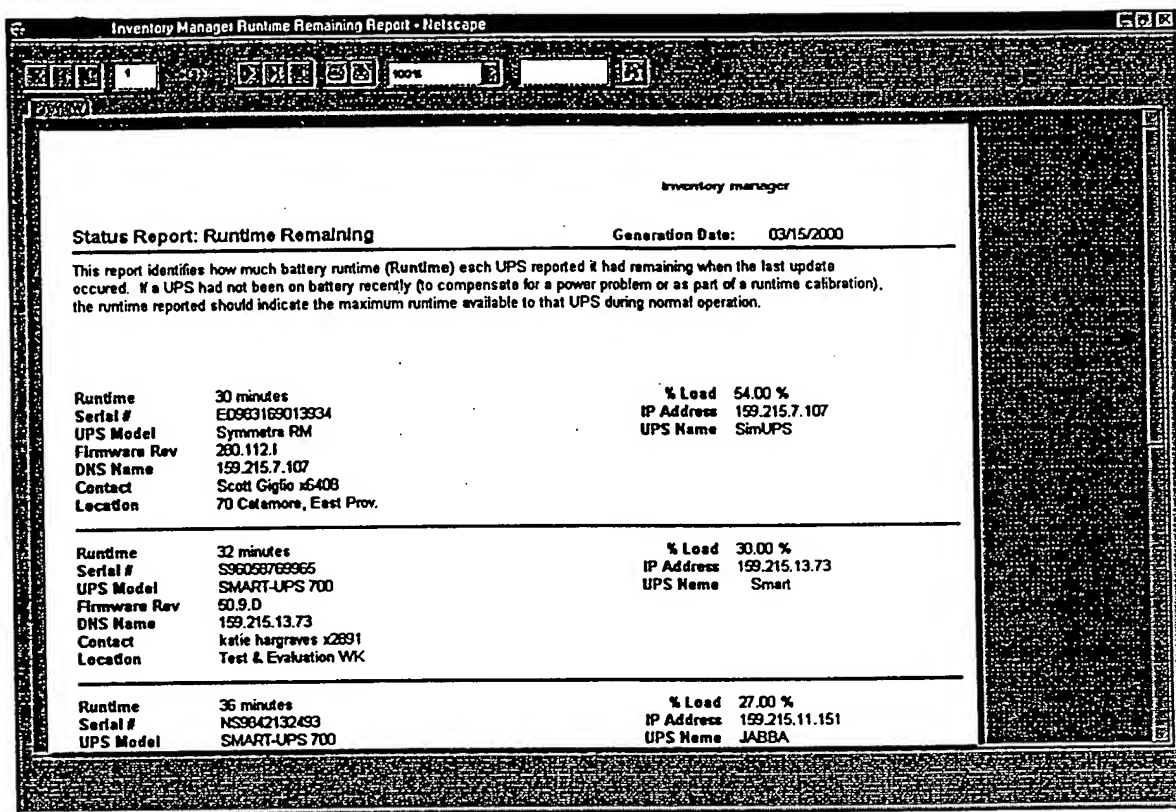 Inventory Manager Runtime Remaining Report - Netscape
1 100%
Preview
Inventory manager
Status Report: Runtime Remaining Generation Date: 03/15/2000
This report identifies how much battery runtime (Runtime) each UPS reported it had remaining when the last update
occured. If a UPS had not been on battery recently (to compensate for a power problem or as part of a runtime calibration),
the runtime reported should indicate the maximum runtime available to that UPS during normal operation.
Runtime 30 minutes % Load 54.00 %
Serial # E0983169013934 IP Address 159.215.7.107
UPS Model Symmetra RM UPS Name SimUPS
Firmware Rev 280.112.I
DNS Name 159.215.7.107
Contact Scott Giglio x6408
Location 70 Catamore, East Prov.
Runtime 32 minutes % Load 30.00 %
Serial # S96058769965 IP Address 159.215.13.73
UPS Model SMART-UPS 700 UPS Name Smart
Firmware Rev 50.9.D
DNS Name 159.215.13.73
Contact katie hargraves x2891
Location Test & Evaluation WK
Runtime 36 minutes % Load 27.00 %
Serial # NS9842132493 IP Address 159.215.11.151
UPS Model SMART-UPS 700 UPS Name JABBA